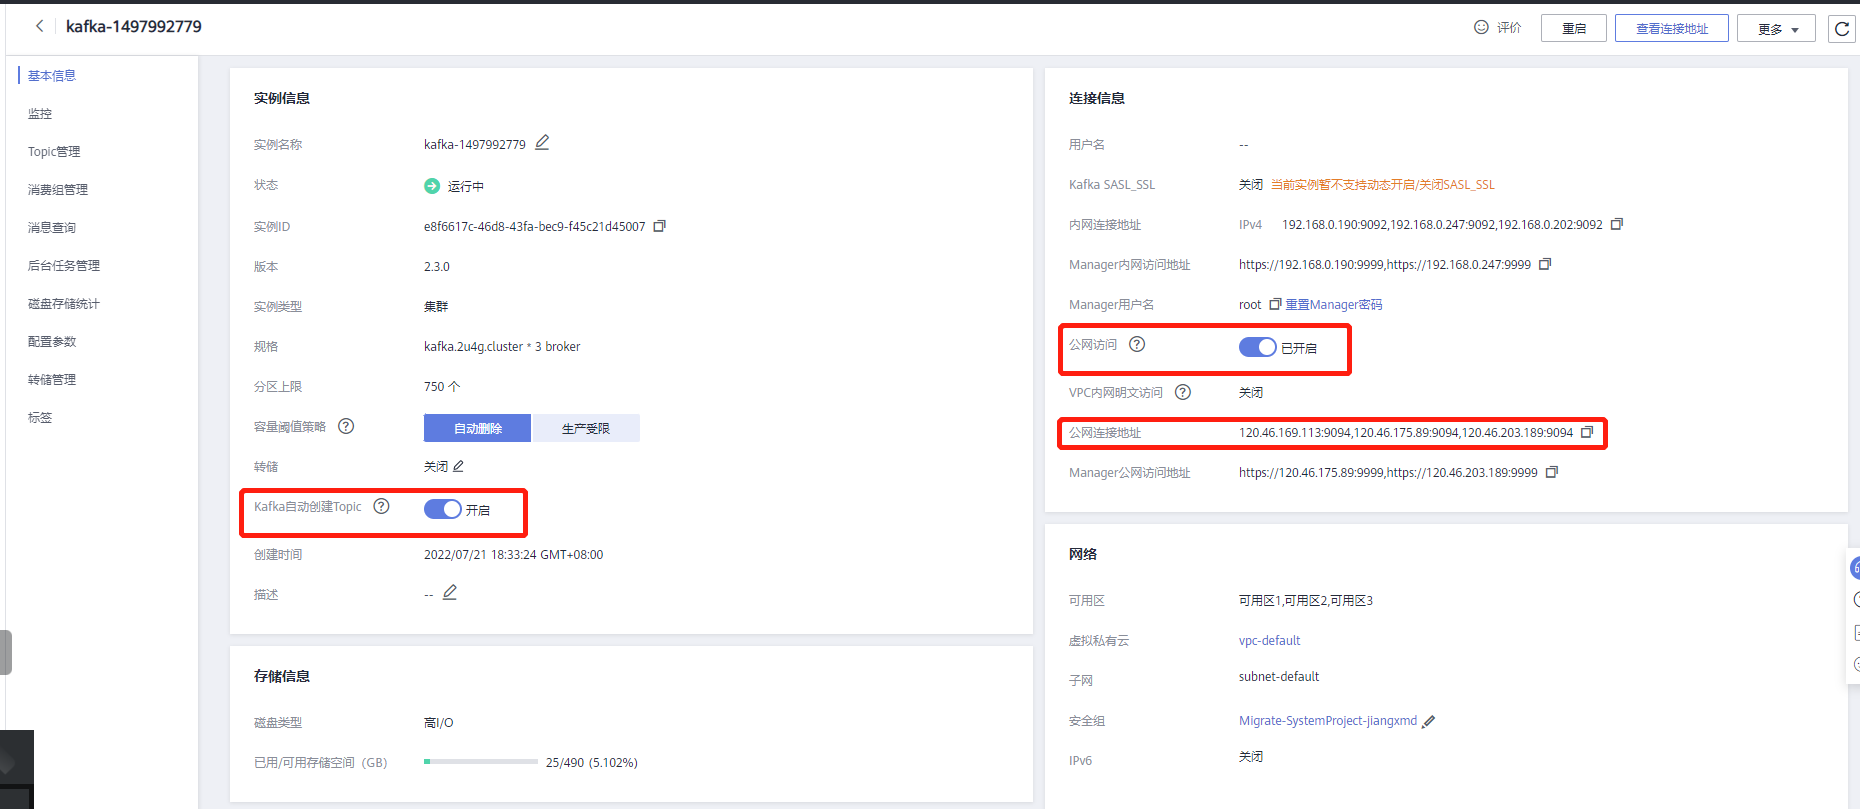 kafka-1497992779
评价
重启
查看连接地址
更多
基本信息
监控
Topic管理
消费组管理
消息查询
后台任务管理
磁盘存储统计
配置参数
转储管理
标签
实例信息
实例名称 kafka-1497992779
状态 运行中
实例ID e8f6617c-46d8-43fa-bec9-f45c21d45007
版本 2.3.0
实例类型 集群
规格 kafka.2u4g.cluster * 3 broker
分区上限 750 个
容量阈值策略 自动删除 生产受限
转储 关闭
Kafka自动创建Topic 开启
创建时间 2022/07/21 18:33:24 GMT+08:00
描述 --
存储信息
磁盘类型 高I/O
已用/可用存储空间（GB） 25/490 (5.102%)
连接信息
用户名 --
Kafka SASL_SSL 关闭 当前实例暂不支持动态开启/关闭SASL_SSL
内网连接地址 IPv4 192.168.0.190:9092,192.168.0.247:9092,192.168.0.202:9092
Manager内网访问地址 https://192.168.0.190:9999,https://192.168.0.247:9999
Manager用户名 root 重置Manager密码
公网访问 已开启
VPC内网明文访问 关闭
公网连接地址 120.46.169.113:9094,120.46.175.89:9094,120.46.203.189:9094
Manager公网访问地址 https://120.46.175.89:9999,https://120.46.203.189:9999
网络
可用区 可用区1,可用区2,可用区3
虚拟私有云 vpc-default
子网 subnet-default
安全组 Migrate-SystemProject-jiangxmd
IPv6 关闭